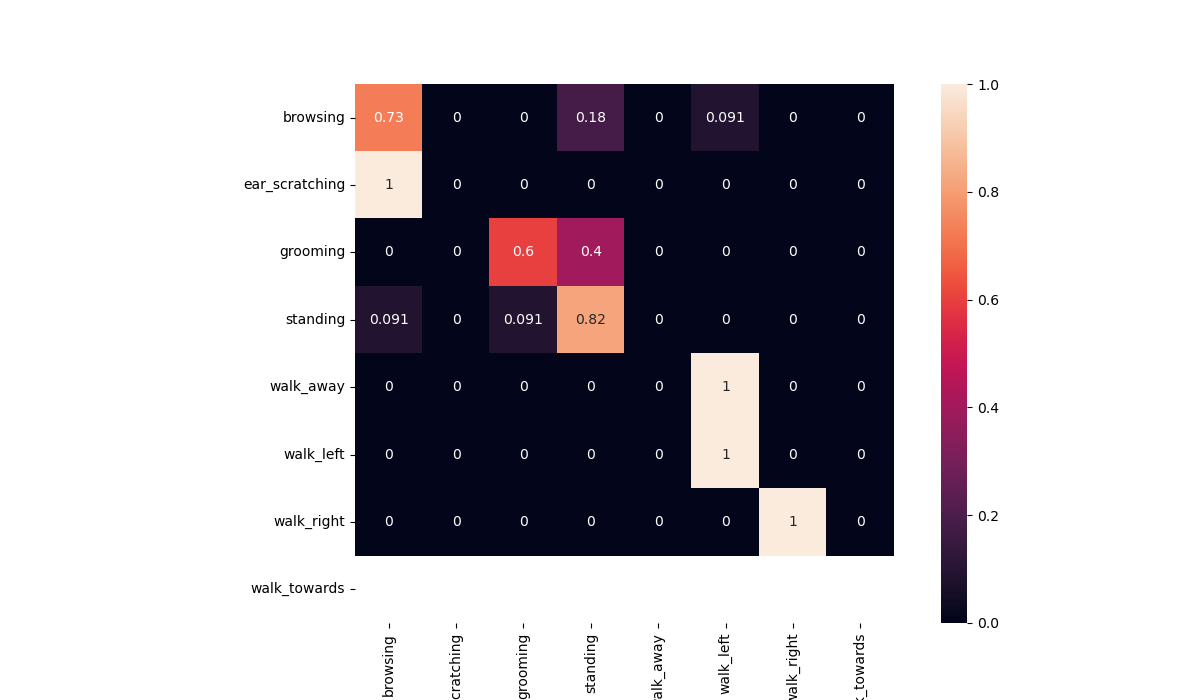 browsing 0.73 0 0 0.18 0 0.091 0 0 1.0
ear_scratching 1 0 0 0 0 0 0 0 0.8
grooming 0 0 0.6 0.4 0 0 0 0
standing 0.091 0 0.091 0.82 0 0 0 0 0.6
walk_away 0 0 0 0 0 1 0 0 0.4
walk_left 0 0 0 0 0 1 0 0
walk_right 0 0 0 0 0 0 1 0 0.2
walk_towards 0.0
browsing cratching grooming standing alk_away walk_left walk_right _towards